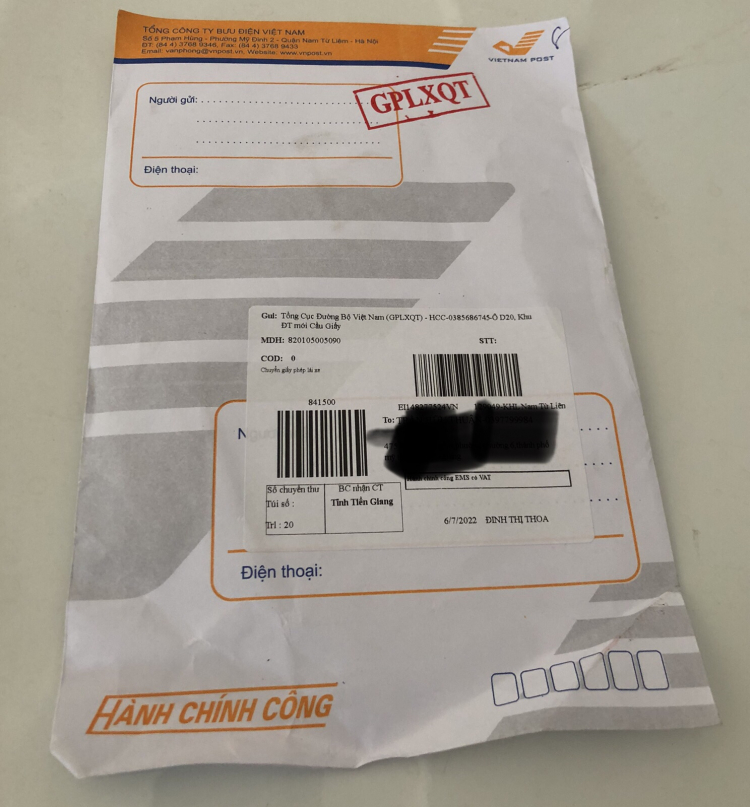 TỔNG CÔNG TY BƯU ĐIỆN VIỆT NAM
Số 5 Phạm Hùng - Phường Mỹ Đình 2 - Quận Nam Từ Liêm - Hà Nội
ĐT: (84 4) 3768 9346, Fax: (84 4) 3768 9433
Email: vanphong@vnpost.vn, Website: www.vnpost.vn
VIETNAM POST
Người gửi:
GPLXQT
Điện thoại:
Gửi: Tổng Cục Đường Bộ Việt Nam (GPLXQT) - HCC-0385686745-Ô D20, Khu
ĐT mới Cầu Giấy
MDH: 820105005090
STT:
COD: 0
Chuyển giấy phép lái xe
841500
KHL Nam Từ Liên
To:
EMS có VAT
Số chuyến thư
BC nhận CT
Túi số :
Tỉnh Tiền Giang
Trl : 20
6/7/2022 ĐINH THỊ THOA
Điện thoại:
HÀNH CHÍNH CÔNG